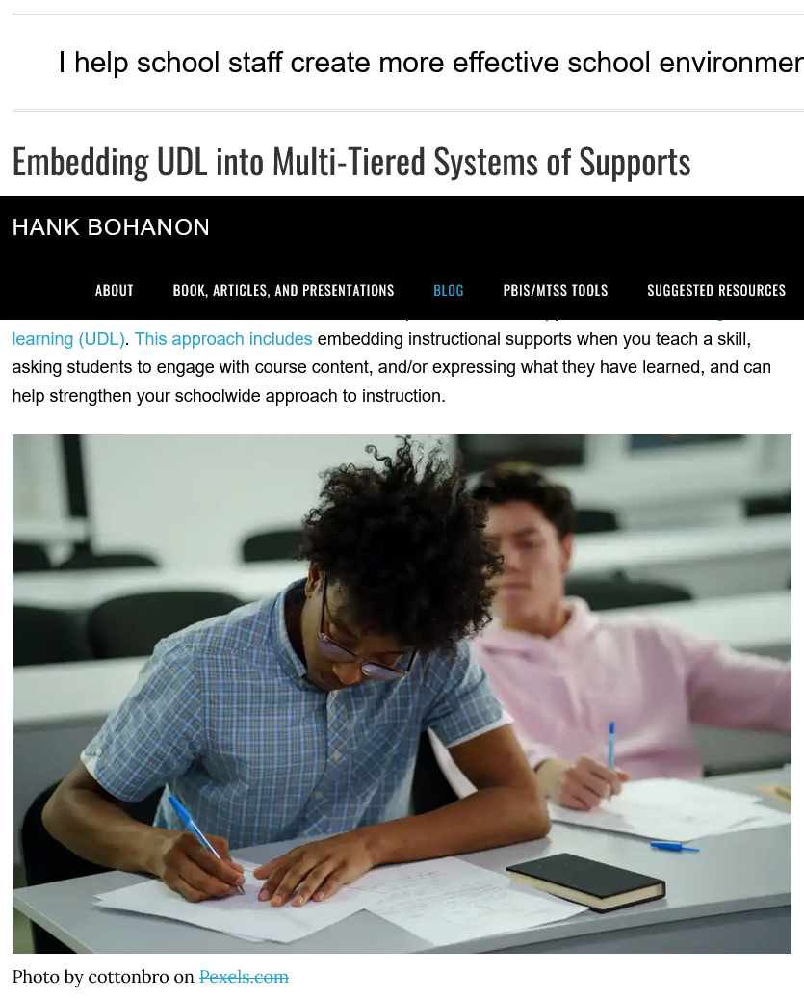 I help school staff create more effective school
Embedding UDL into Multi-Tiered Systems of Supports
HANK BOHANON
ABOUT BOOK, ARTICLES, AND PRESENTATIONS BLOG PBIS/MTSS TOOLS SUGGESTED RESOURCES
learning (UDL). This approach includes embedding instructional supports when you teach a skill,
asking students to engage with course content, and/or expressing what they have learned, and can
help strengthen your schoolwide approach to instruction.
Photo by cottonbro on Pexels.com